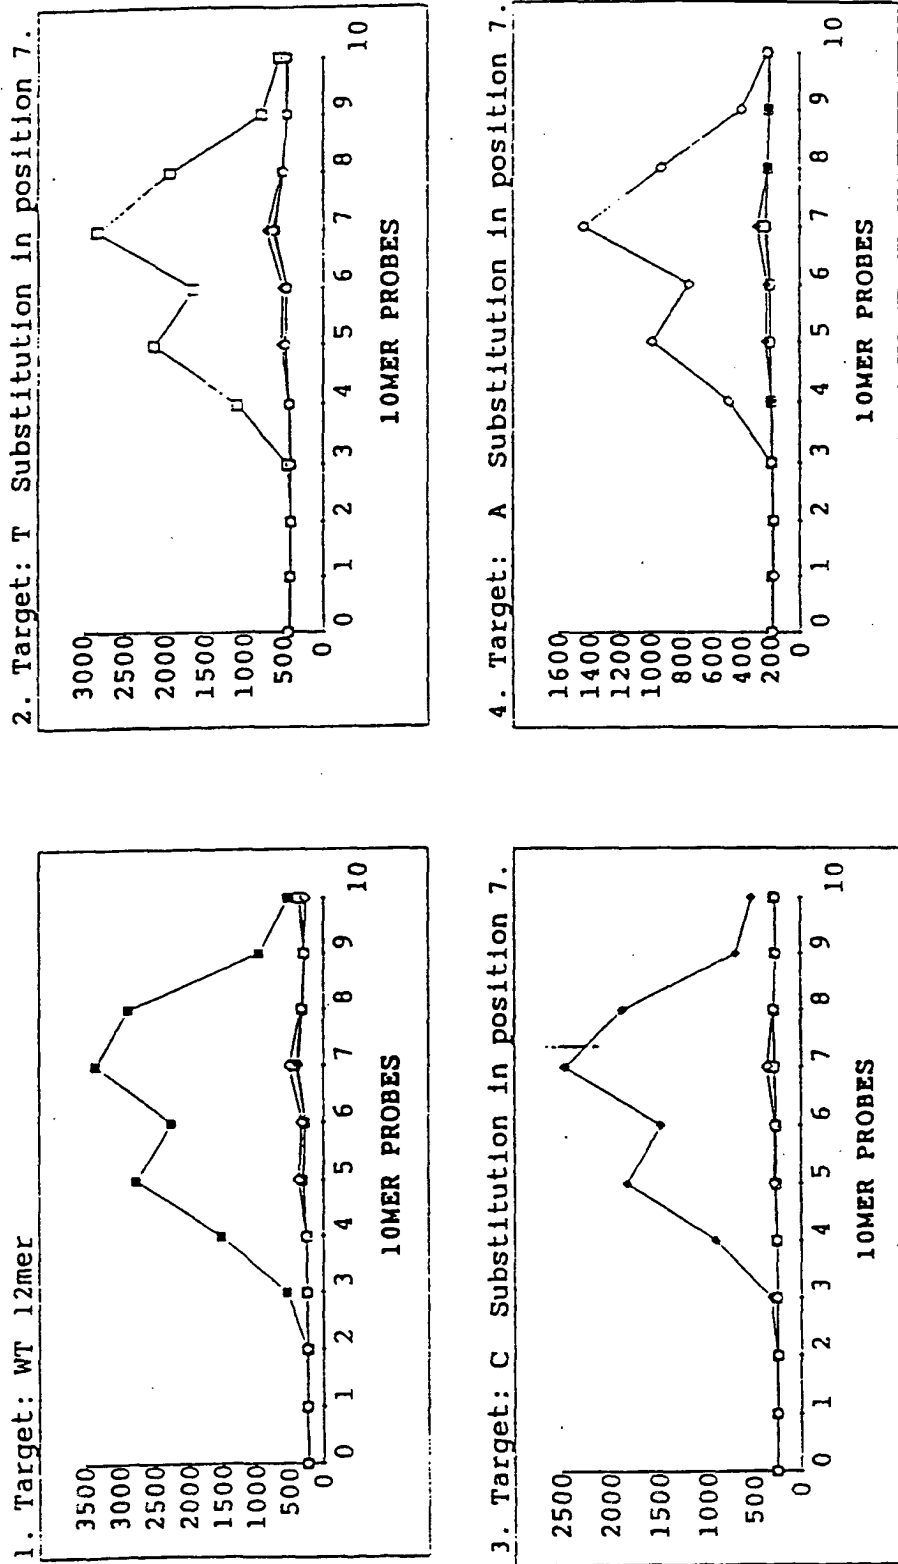 1. Target: WT 12mer
3500
3000
2500
2000
1500
1000
500
0
0 1 2 3 4 5 6 7 8 9 10
10MER PROBES
2. Target: T Substitution in position 7.
3000
2500
2000
1500
1000
500
0
0 1 2 3 4 5 6 7 8 9 10
10MER PROBES
3. Target: C Substitution in position 7.
2500
2000
1500
1000
500
0
0 1 2 3 4 5 6 7 8 9 10
10MER PROBES
4. Target: A Substitution in position 7.
1600
1400
1200
1000
800
600
400
200
0
0 1 2 3 4 5 6 7 8 9 10
10MER PROBES